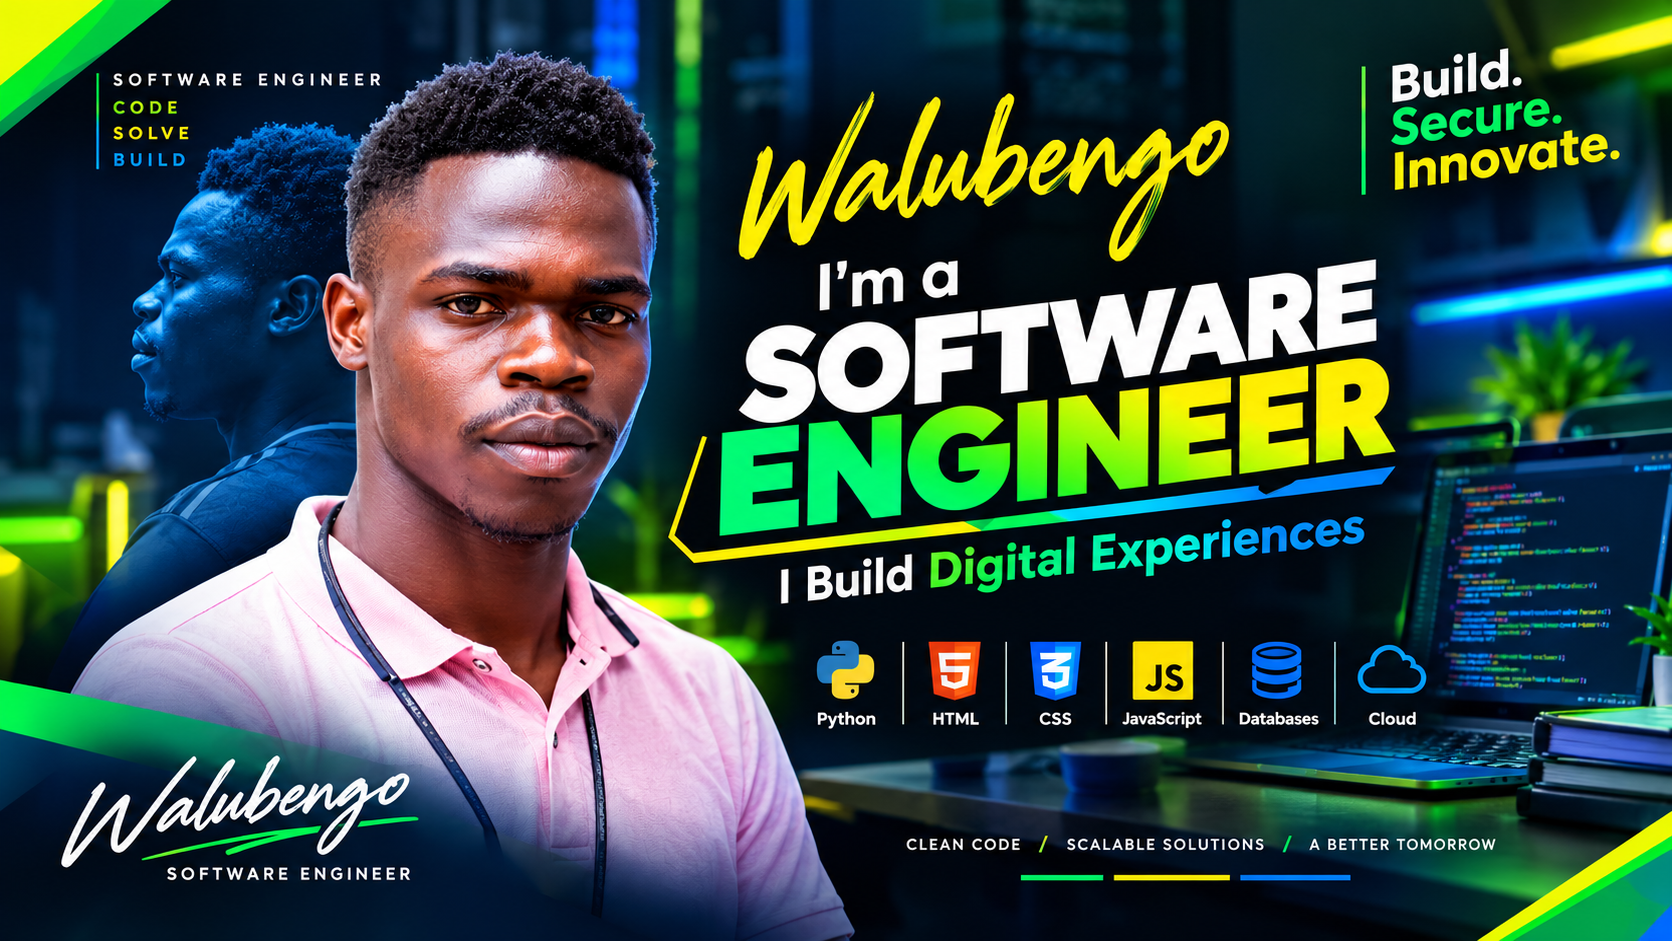 SOFTWARE ENGINEER
CODE
SOLVE
BUILD
Build.
Secure.
Innovate.
Walubengo
I'm a
SOFTWARE
ENGINEER
I Build Digital Experiences
Python
HTML
CSS
JS
JavaScript
Databases
Cloud
Walubengo
SOFTWARE ENGINEER
CLEAN CODE / SCALABLE SOLUTIONS / A BETTER TOMORROW